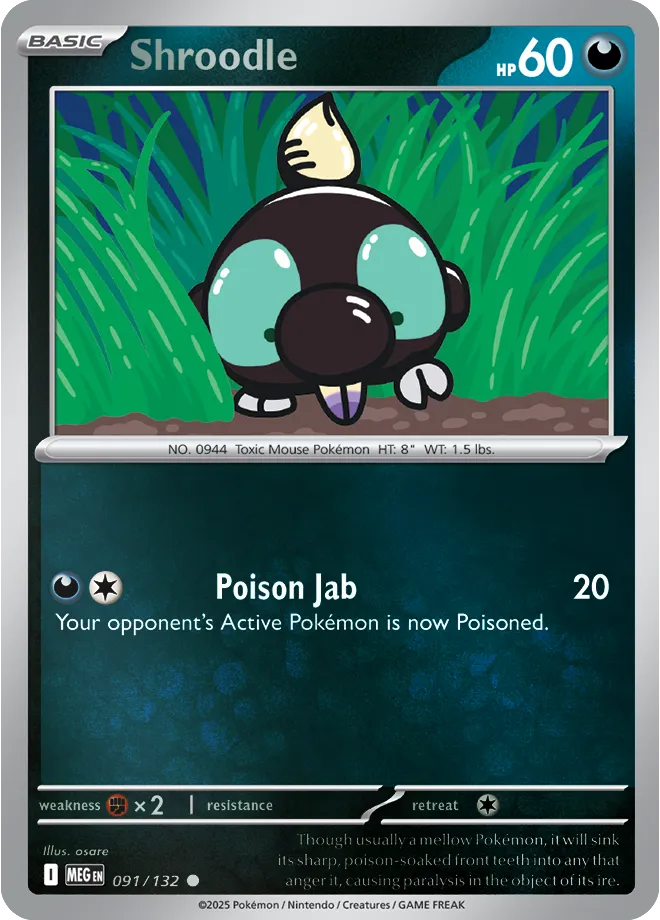 BASIC Shroodle HP 60
NO. 0944 Toxic Mouse Pokémon HT: 8" WT: 1.5 lbs.
Poison Jab 20
Your opponent's Active Pokémon is now Poisoned.
weakness ×2 | resistance retreat
Illus. osare
Though usually a mellow Pokémon, it will sink
its sharp, poison-soaked front teeth into any that
anger it, causing paralysis in the object of its ire.
I MEG EN 091/132
©2025 Pokémon / Nintendo / Creatures / GAME FREAK